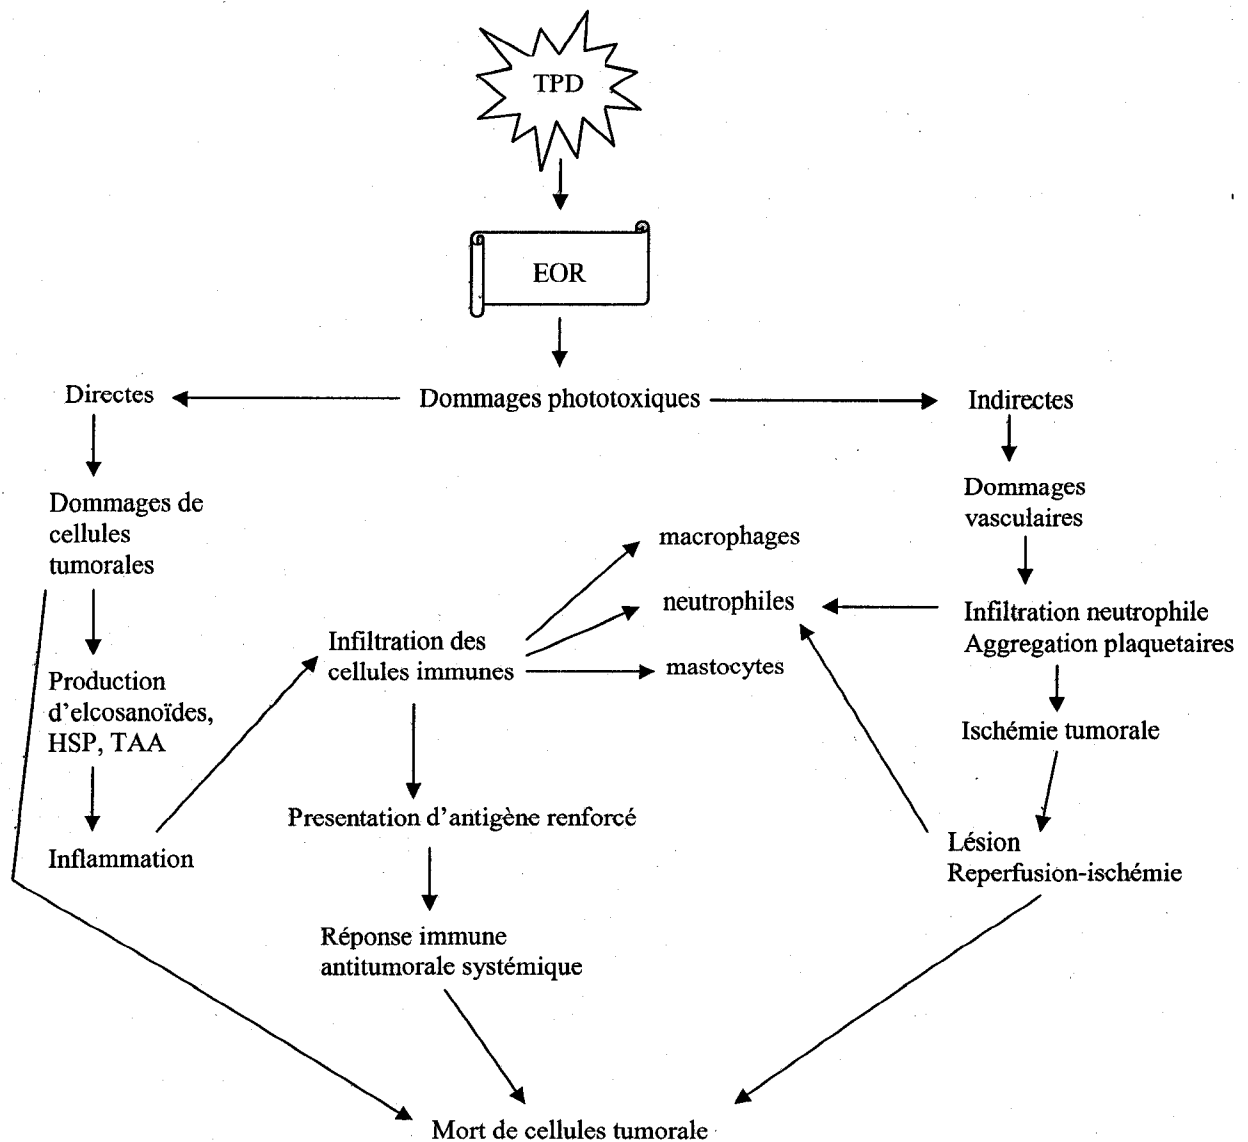 TPD
EOR
Directes
Dommages phototoxiques
Indirectes
Dommages de
cellules
tumorales
Dommages
vasculaires
macrophages
neutrophiles
mastocytes
Infiltration neutrophile
Aggregation plaquetaires
Infiltration des
cellules immunes
Production
d'elcosanoïdes,
HSP, TAA
Ischémie tumorale
Presentation d'antigène renforcé
Inflammation
Lésion
Reperfusion-ischémie
Réponse immune
antitumorale systémique
Mort de cellules tumorale